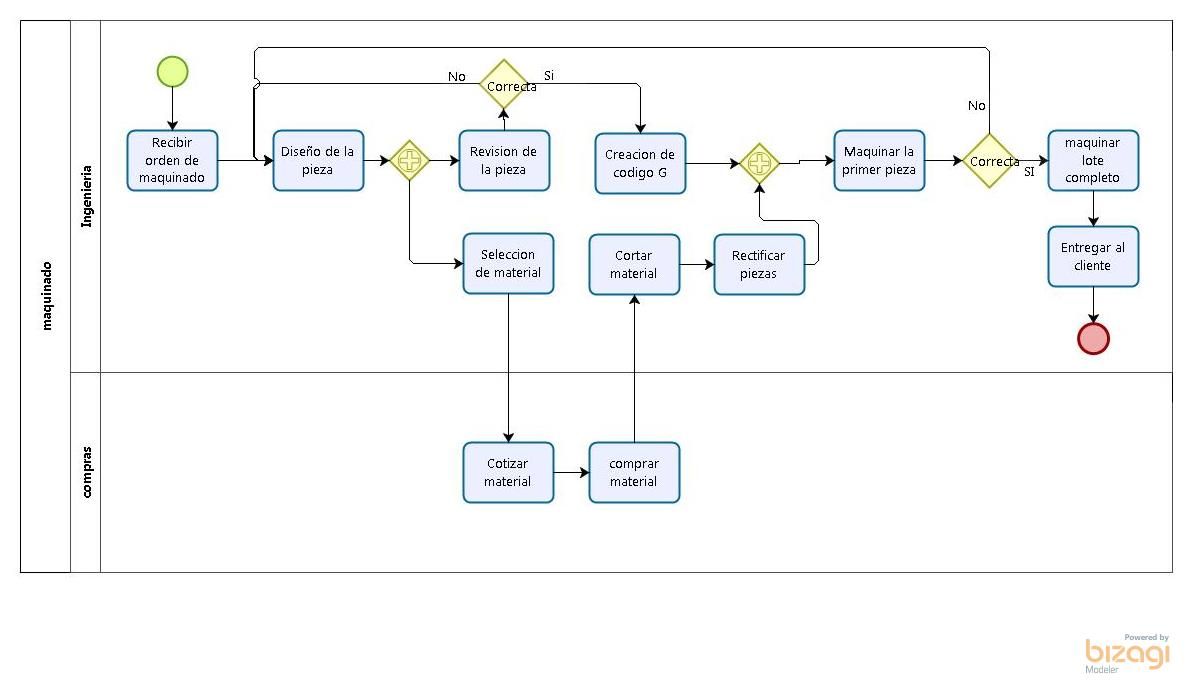 maquinado
Ingenieria
compras
No
Correcta
Si
No
Recibir
orden de
maquinado
Diseño de la
pieza
Revision de
la pieza
Creacion de
codigo G
Maquinar la
primer pieza
Correcta
SI
maquinar
lote
completo
Seleccion
de material
Cortar
material
Rectificar
piezas
Entregar al
cliente
Cotizar
material
comprar
material
Powered by
bizagi
Modeler